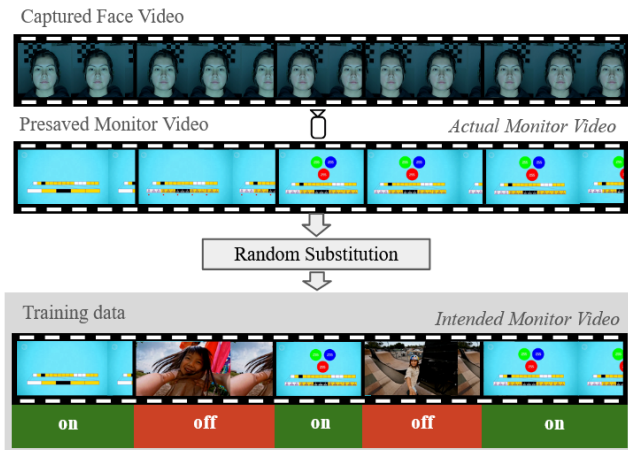 Captured Face Video
Presaved Monitor Video
Actual Monitor Video
Random Substitution
Training data
Intended Monitor Video
on
off
on
off
on